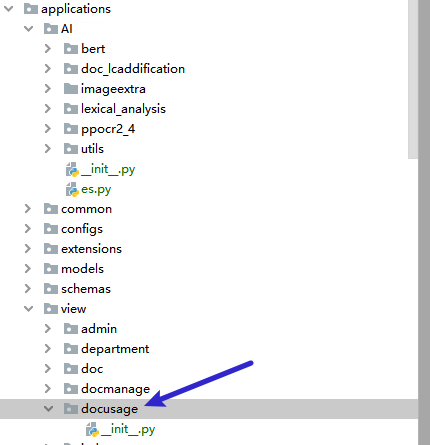 applications
AI
bert
doc_lcaddification
imageextra
lexical_analysis
ppocr2_4
utils
__init__.py
es.py
common
configs
extensions
models
schemas
view
admin
department
doc
docmanage
docusage
__init__.py